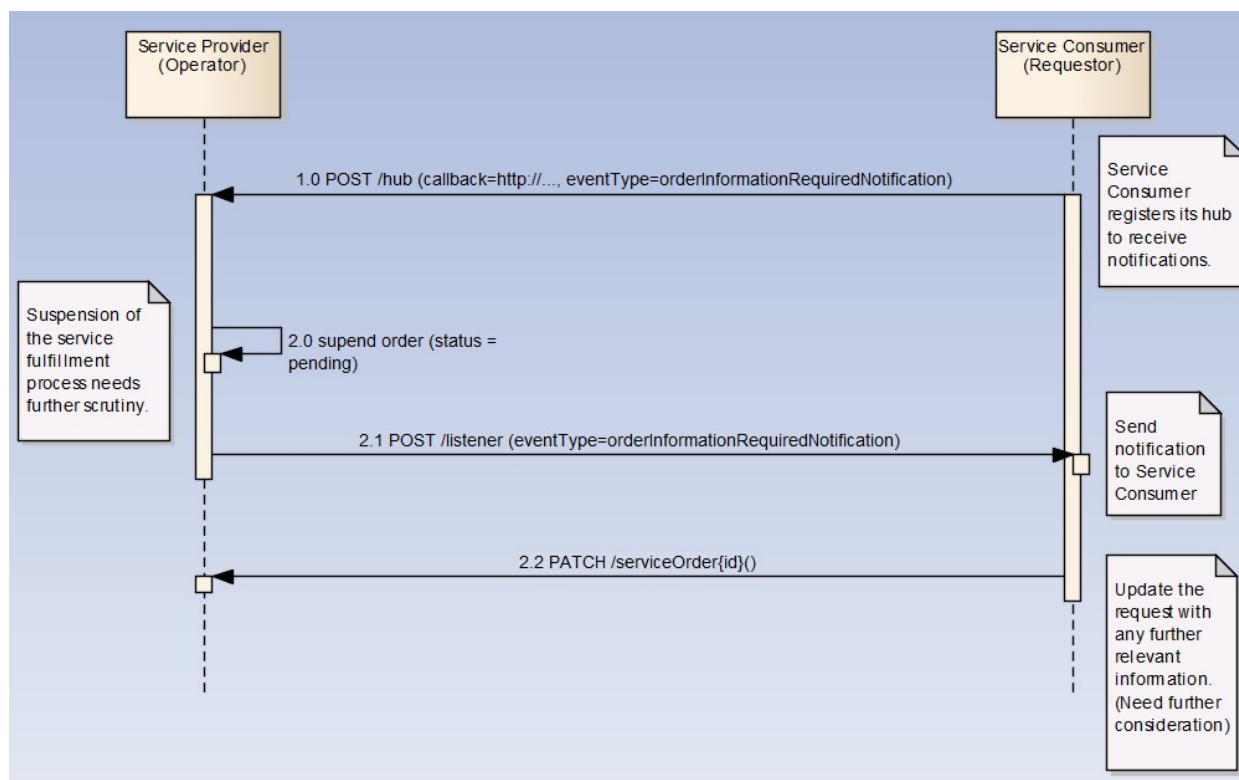 Service Provider
(Operator)
Service Consumer
(Requestor)
1.0 POST /hub (callback=http://..., eventType=orderInformationRequiredNotification)
Service
Consumer
registers its hub
to receive
notifications.
Suspension of
the service
fulfillment
process needs
further scrutiny.
2.0 supend order (status =
pending)
2.1 POST /listener (eventType=orderInformationRequiredNotification)
Send
notification
to Service
Consumer
2.2 PATCH /serviceOrder{id}()
Update the
request with
any further
relevant
information.
(Need further
consideration)